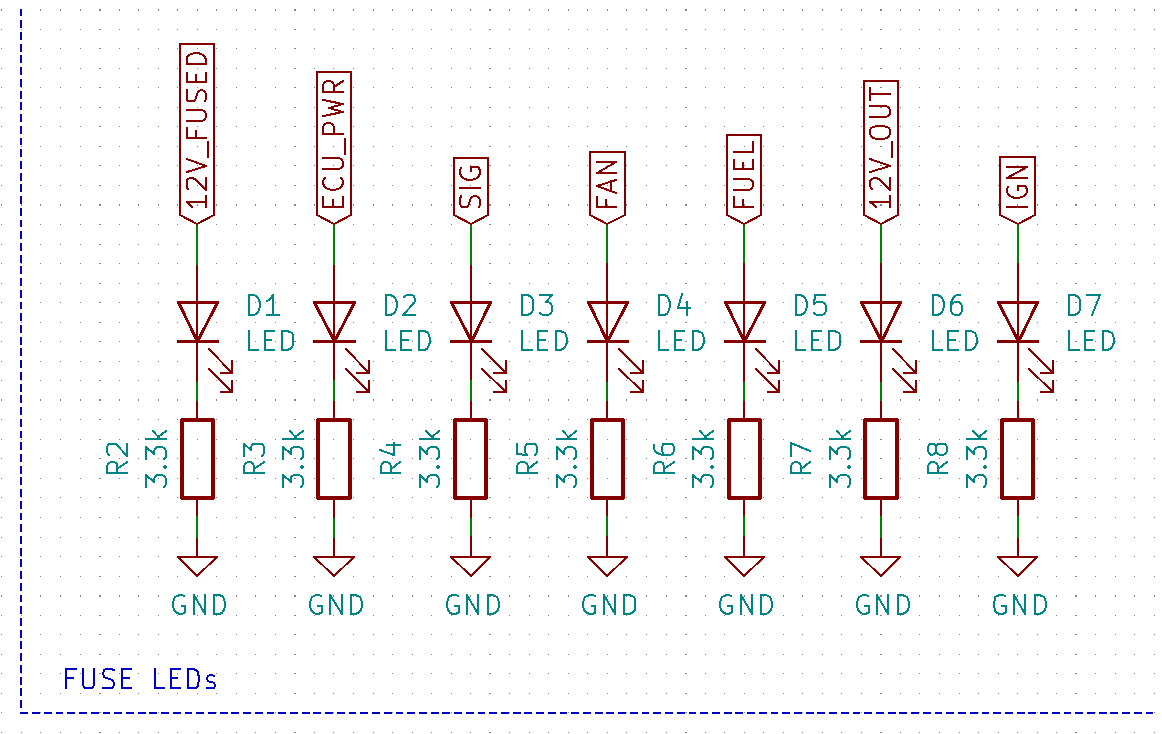 12V_FUSED
ECU_PWR
SIG
FAN
FUEL
12V_OUT
IGN
D1
LED
D2
LED
D3
LED
D4
LED
D5
LED
D6
LED
D7
LED
R2
3.3k
R3
3.3k
R4
3.3k
R5
3.3k
R6
3.3k
R7
3.3k
R8
3.3k
GND
GND
GND
GND
GND
GND
GND
FUSE LEDs